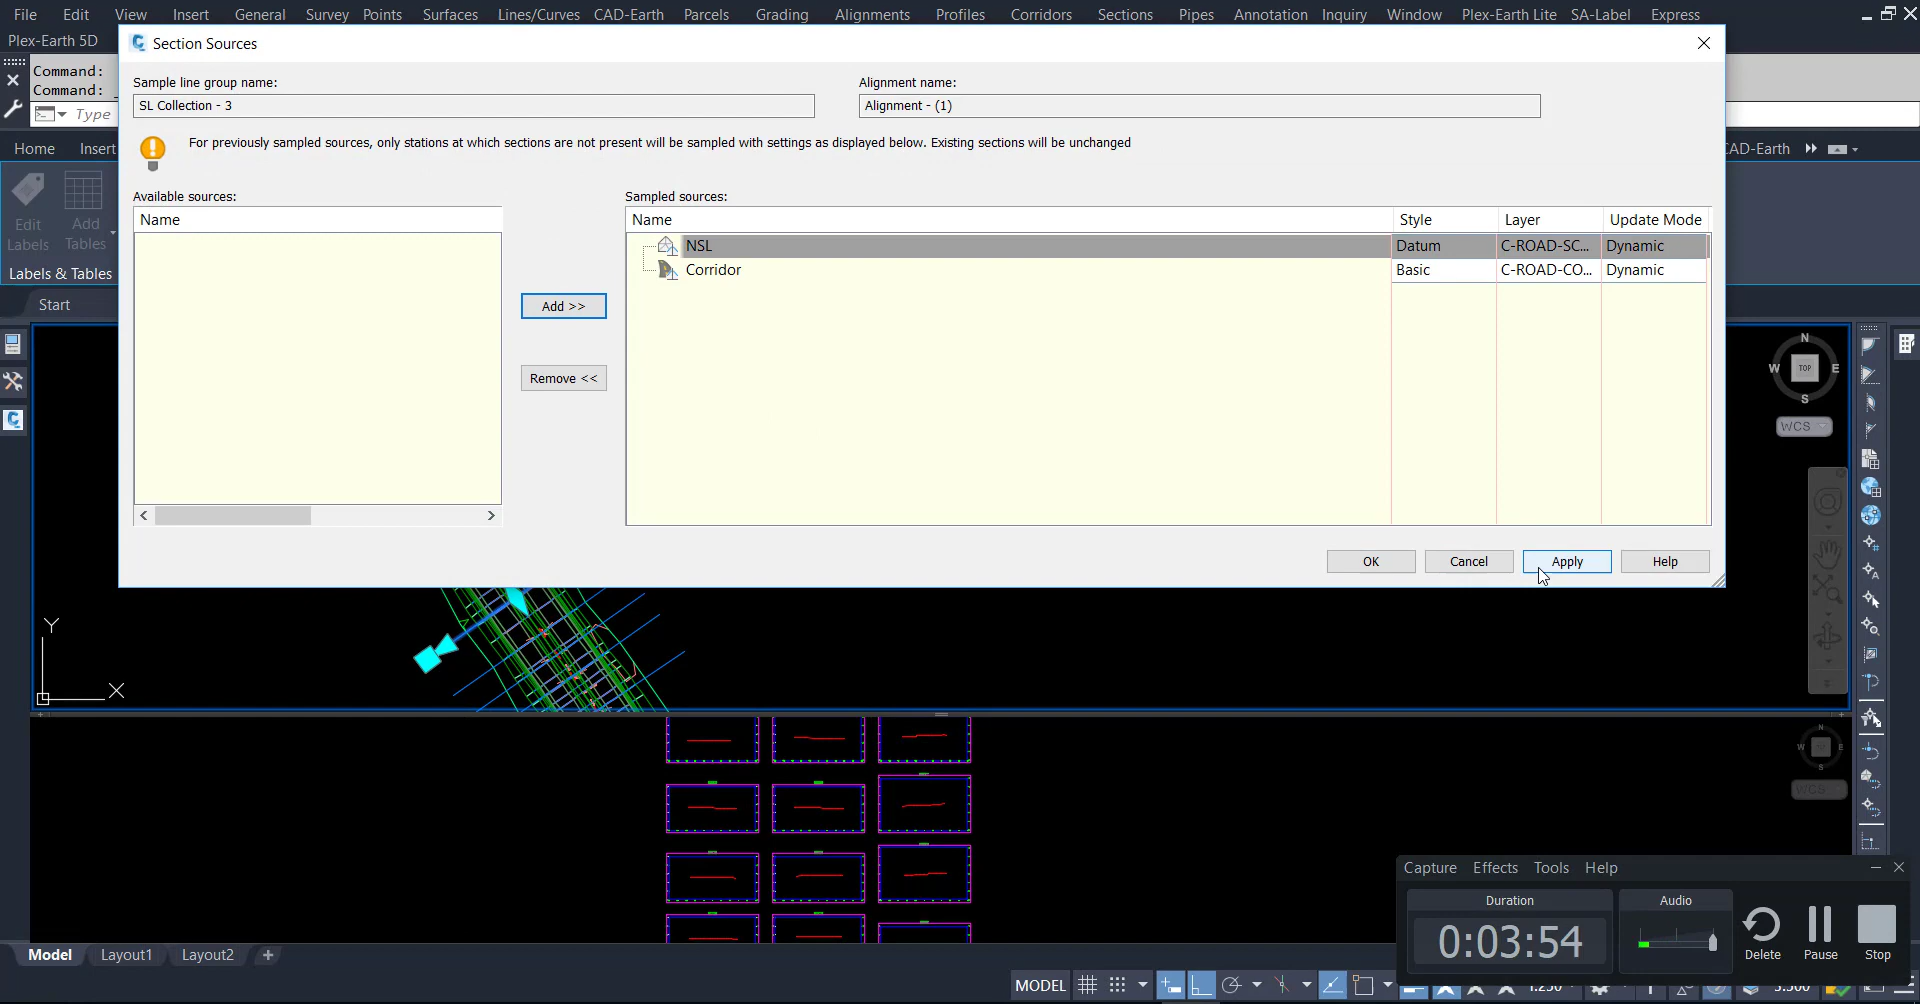 File Edit View Insert General Survey Points Surfaces Lines/Curves CAD-Earth Parcels Grading Alignments Profiles Corridors Sections Pipes Annotation Inquiry Window Plex-Earth Lite SA-Label Express
Plex-Earth 5D
Section Sources
Command:
Command:
Type
Sample line group name:
Alignment name:
SL Collection - 3
Alignment - (1)
For previously sampled sources, only stations at which sections are not present will be sampled with settings as displayed below. Existing sections will be unchanged
Home Insert
CAD-Earth
Available sources:
Sampled sources:
Name
Name Style Layer Update Mode
NSL Datum C-ROAD-SC... Dynamic
Corridor Basic C-ROAD-CO... Dynamic
Edit
Labels
Add
Tables
Labels & Tables
Start
Add >>
Remove <<
OK Cancel Apply Help
N
W TOP E
S
WCS
Y
X
N
W E
S
WCS
Capture Effects Tools Help
Duration
Audio
0:03:54
Delete Pause Stop
Model Layout1 Layout2 +
MODEL
3.500